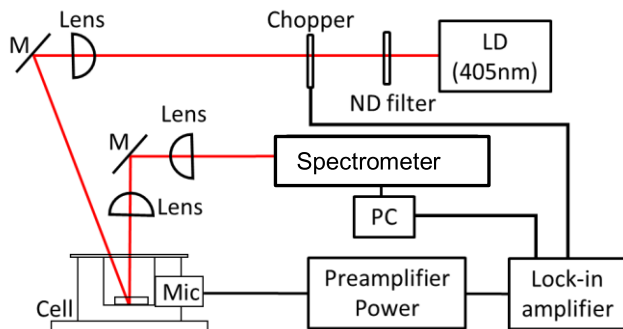 Lens
Chopper
M
LD
(405nm)
ND filter
Lens
M
Spectrometer
Lens
PC
Mic
Preamplifier
Power
Lock-in
amplifier
Cell